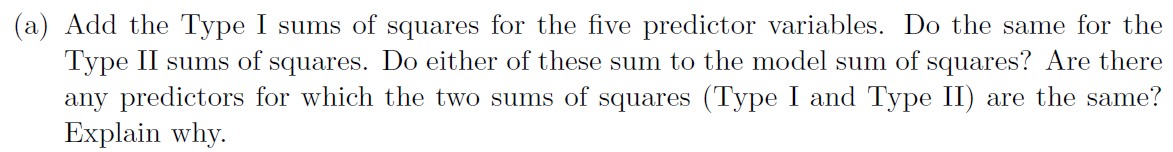 (a) Add the Type I sums of squares for the five predictor variables. Do the same for the
Type II sums of squares. Do either of these sum to the model sum of squares? Are there
any predictors for which the two sums of squares (Type I and Type II) are the same?
Explain why.